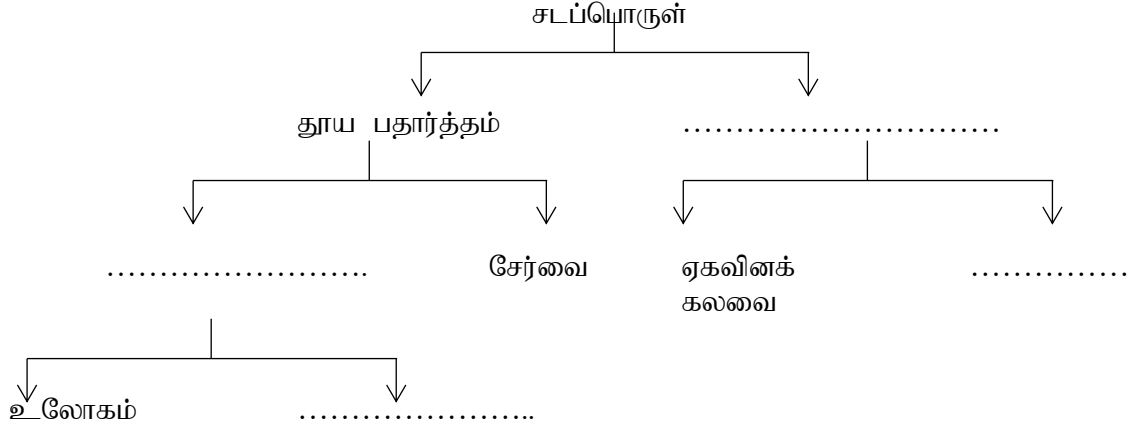 சடப்பொருள்
தூய பதார்த்தம் …………………………
……………………. சேர்வை ஏகவினக் ……………
கலவை
உலோகம் …………………..